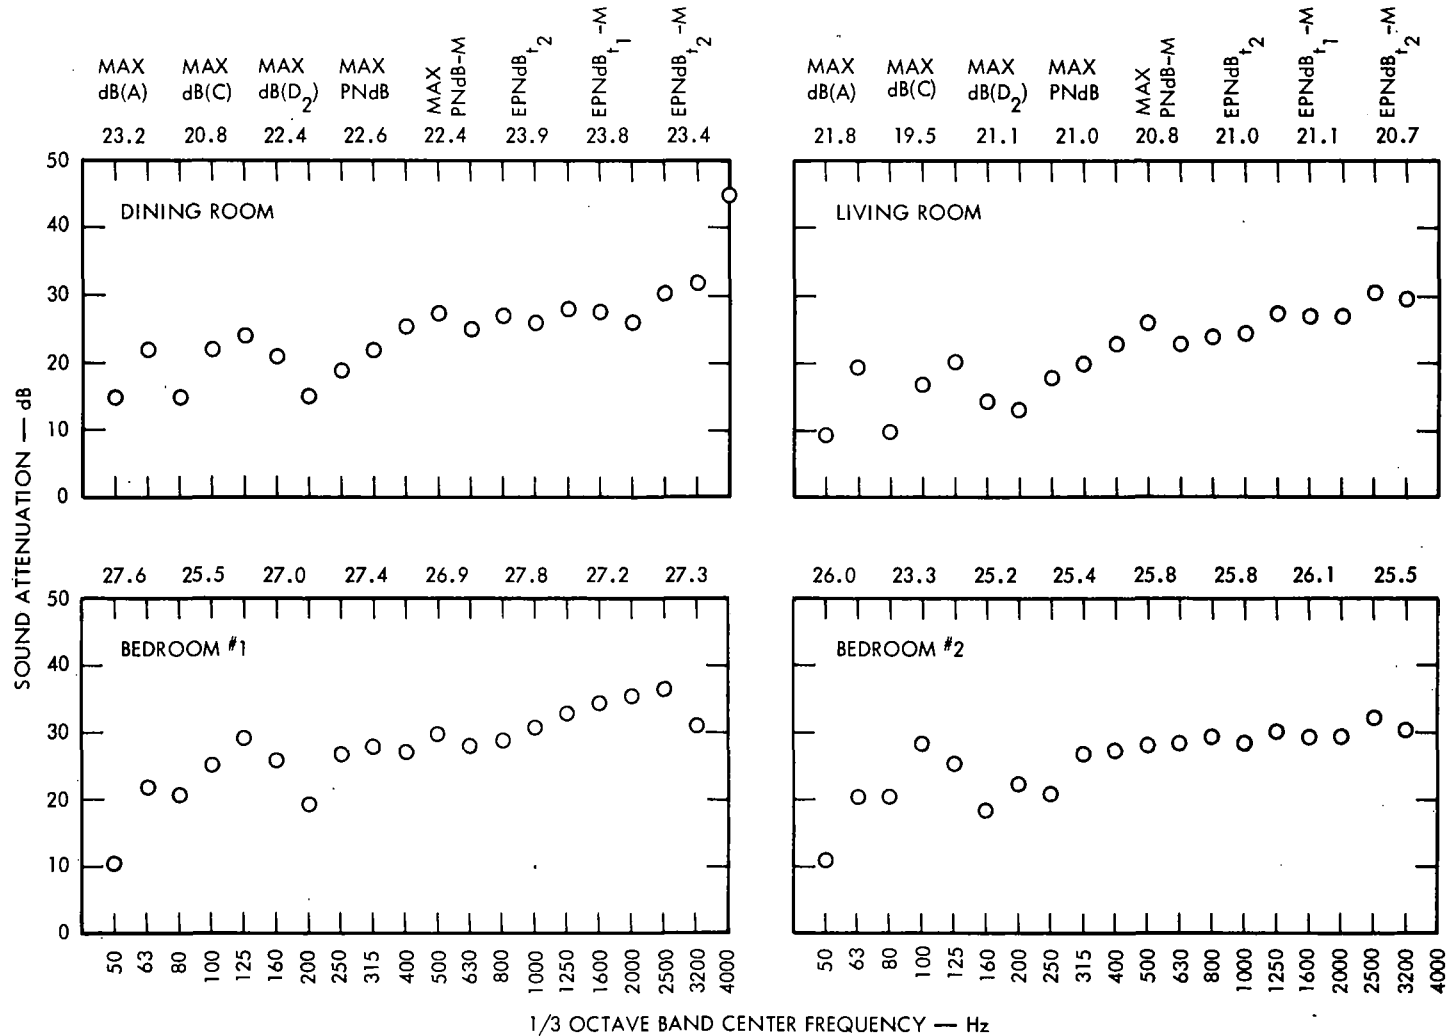 MAX dB(A) MAX dB(C) MAX dB(D2) MAX PNdB MAX PNdB-M EPNdBt2 EPNdBt1-M EPNdBt2-M
23.2 20.8 22.4 22.6 22.4 23.9 23.8 23.4
MAX dB(A) MAX dB(C) MAX dB(D2) MAX PNdB MAX PNdB-M EPNdBt2 EPNdBt1-M EPNdBt2-M
21.8 19.5 21.1 21.0 20.8 21.0 21.1 20.7
SOUND ATTENUATION — dB
50
40
30
20
10
0
DINING ROOM
LIVING ROOM
27.6 25.5 27.0 27.4 26.9 27.8 27.2 27.3
26.0 23.3 25.2 25.4 25.8 25.8 26.1 25.5
50
40
30
20
10
0
BEDROOM #1
BEDROOM #2
50 63 80 100 125 160 200 250 315 400 500 630 800 1000 1250 1600 2000 2500 3200 4000
50 63 80 100 125 160 200 250 315 400 500 630 800 1000 1250 1600 2000 2500 3200 4000
1/3 OCTAVE BAND CENTER FREQUENCY — Hz